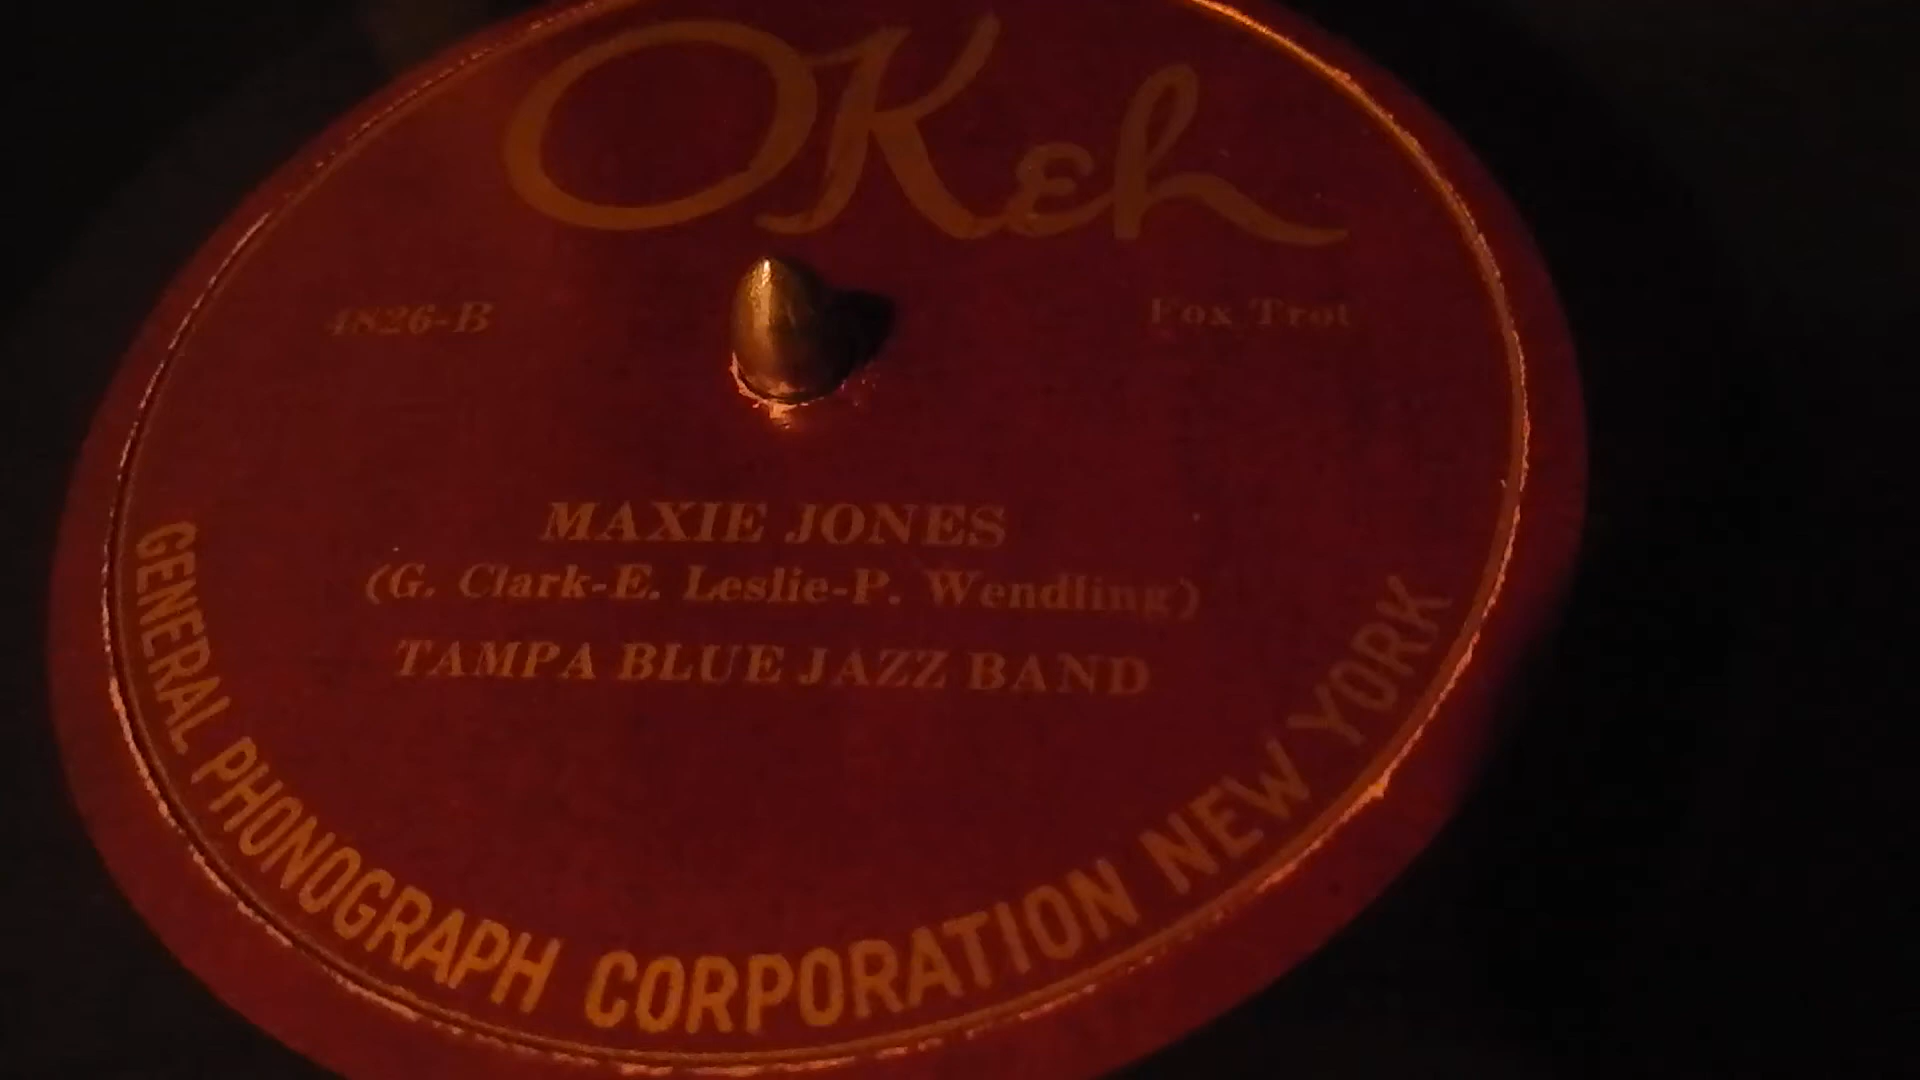 OKeh
4826-B
Fox Trot
MAXIE JONES
(G. Clark-E. Leslie-P. Wendling)
TAMPA BLUE JAZZ BAND
GENERAL PHONOGRAPH CORPORATION NEW YORK